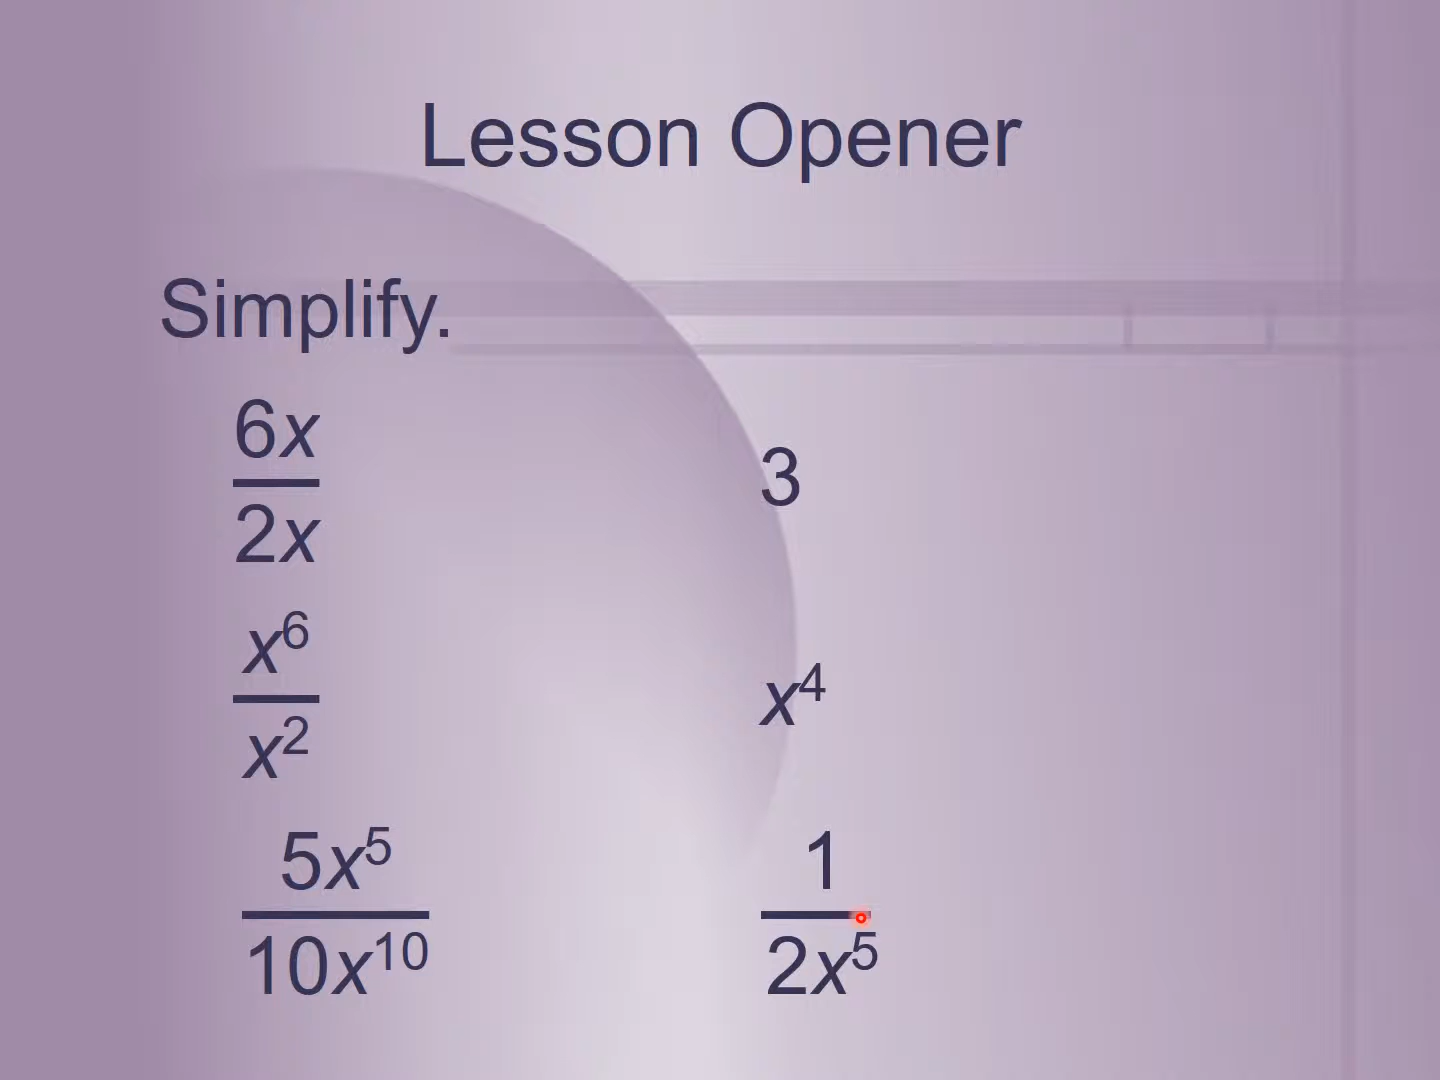 Lesson Opener
Simplify.
6x/2x 3
x⁶/x² x⁴
5x⁵/10x¹⁰ 1/2x⁵